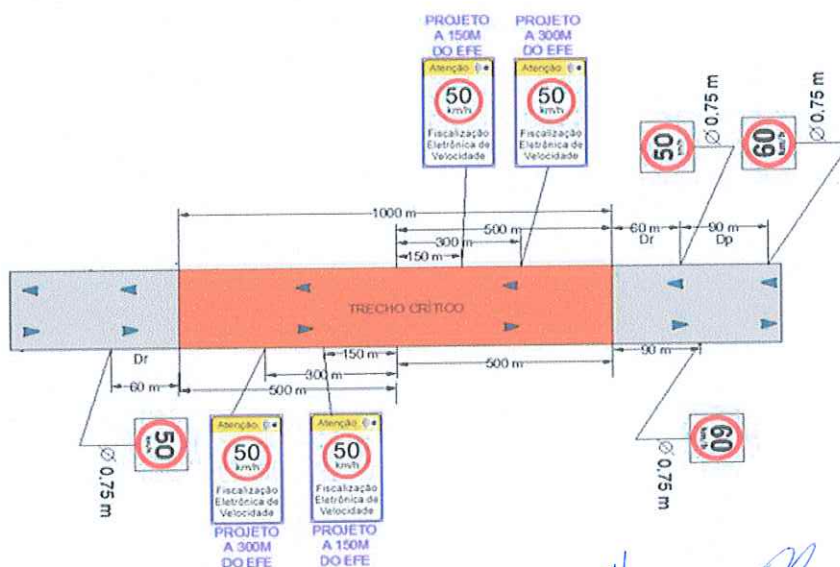 PROJETO
A 150M
DO EFE
PROJETO
A 300M
DO EFE
Atenção
50
km/h
Fiscalização
Eletrônica de
Velocidade
Atenção
50
km/h
Fiscalização
Eletrônica de
Velocidade
50
km/h
Ø 0,75 m
60
km/h
Ø 0,75 m
1000 m
500 m
60 m
90 m
300 m
Dr
Dp
150 m
TRECHO CRÍTICO
Dr
150 m
90 m
60 m
300 m
500 m
500 m
50
km/h
Ø 0,75 m
Atenção
50
km/h
Fiscalização
Eletrônica de
Velocidade
PROJETO
A 300M
DO EFE
Atenção
50
km/h
Fiscalização
Eletrônica de
Velocidade
PROJETO
A 150M
DO EFE
60
km/h
Ø 0,75 m